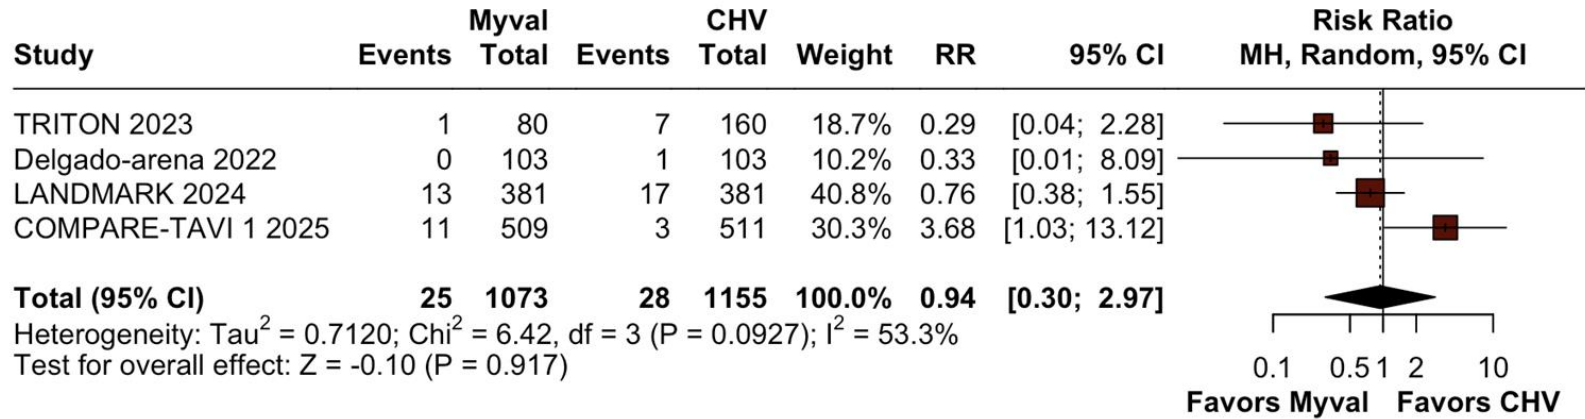 Myval CHV Risk Ratio
Study Events Total Events Total Weight RR 95% CI MH, Random, 95% CI
TRITON 2023 1 80 7 160 18.7% 0.29 [0.04; 2.28]
Delgado-arena 2022 0 103 1 103 10.2% 0.33 [0.01; 8.09]
LANDMARK 2024 13 381 17 381 40.8% 0.76 [0.38; 1.55]
COMPARE-TAVI 1 2025 11 509 3 511 30.3% 3.68 [1.03; 13.12]
Total (95% CI) 25 1073 28 1155 100.0% 0.94 [0.30; 2.97]
Heterogeneity: Tau² = 0.7120; Chi² = 6.42, df = 3 (P = 0.0927); I² = 53.3%
Test for overall effect: Z = -0.10 (P = 0.917)
0.1 0.5 1 2 10
Favors Myval Favors CHV